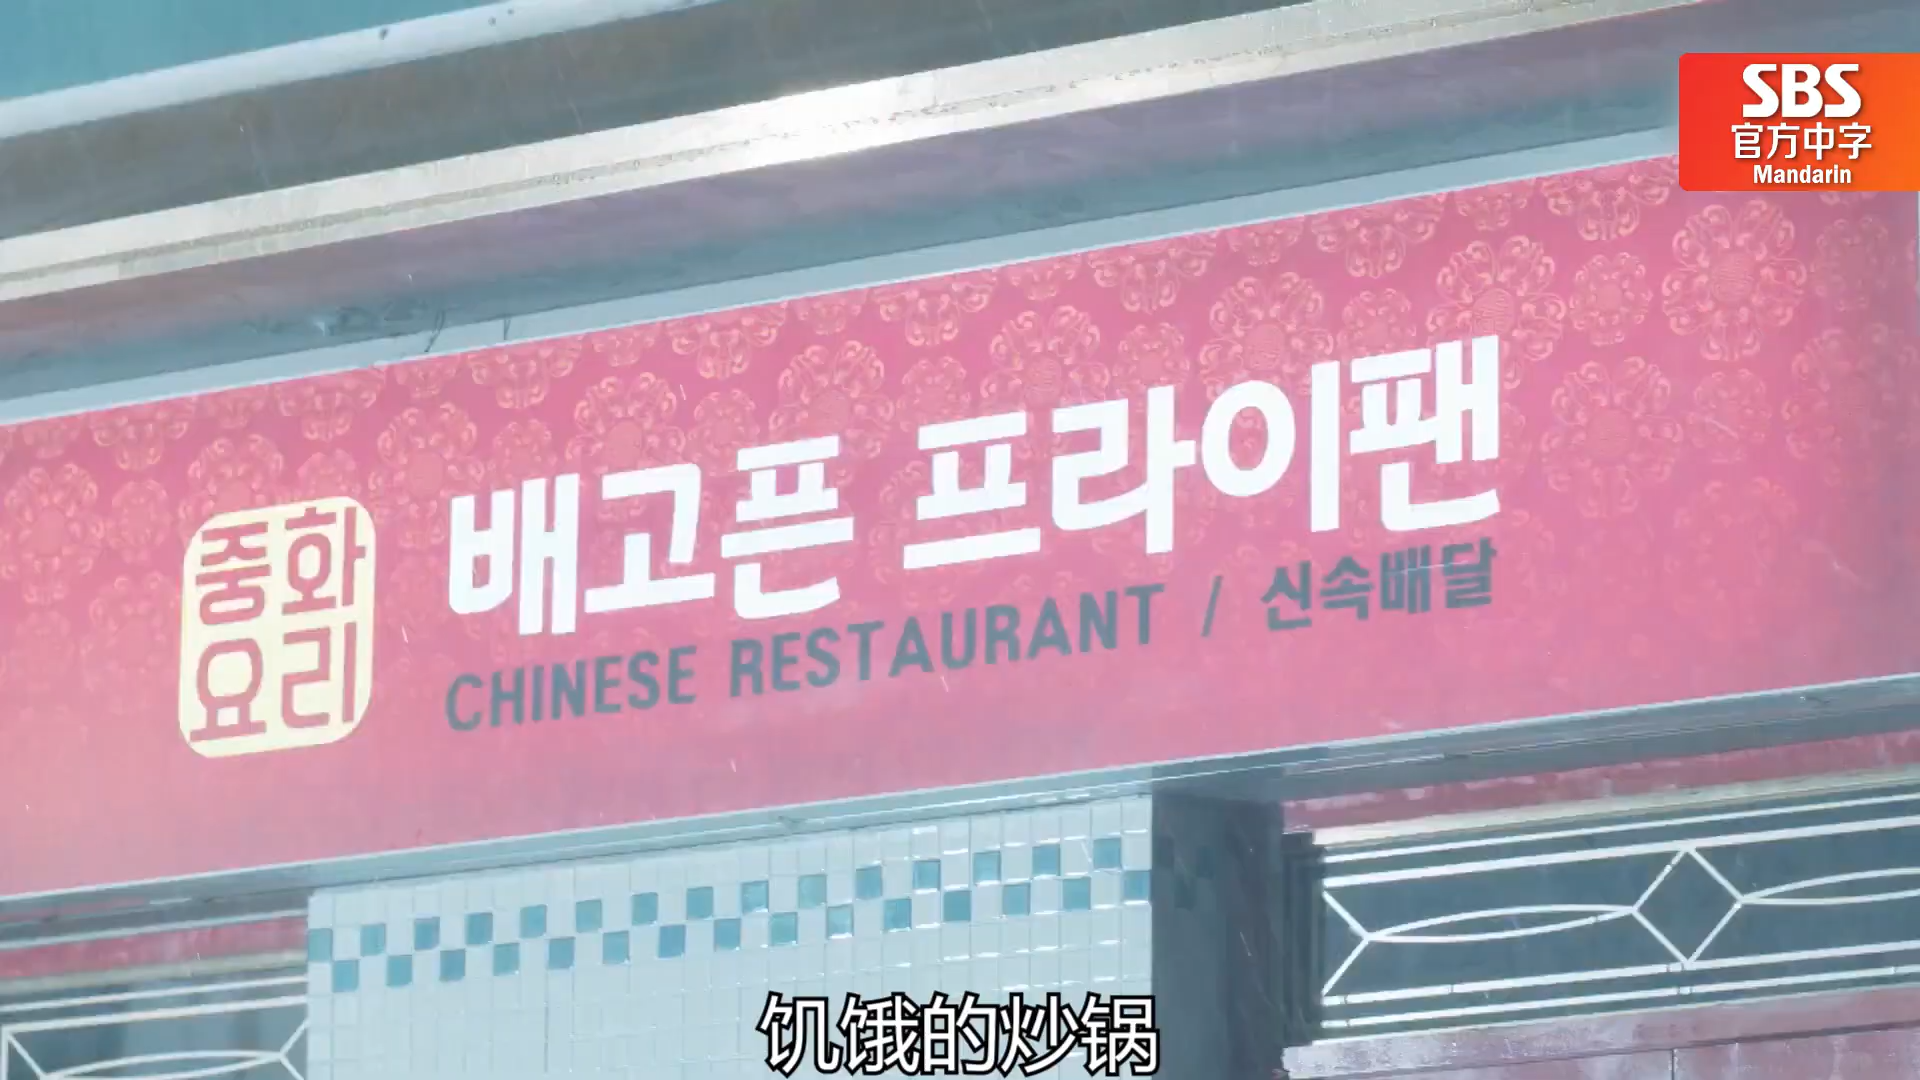 SBS
官方中字
Mandarin
중화
요리
배고픈 프라이팬
CHINESE RESTAURANT / 신속배달
饥饿的炒锅